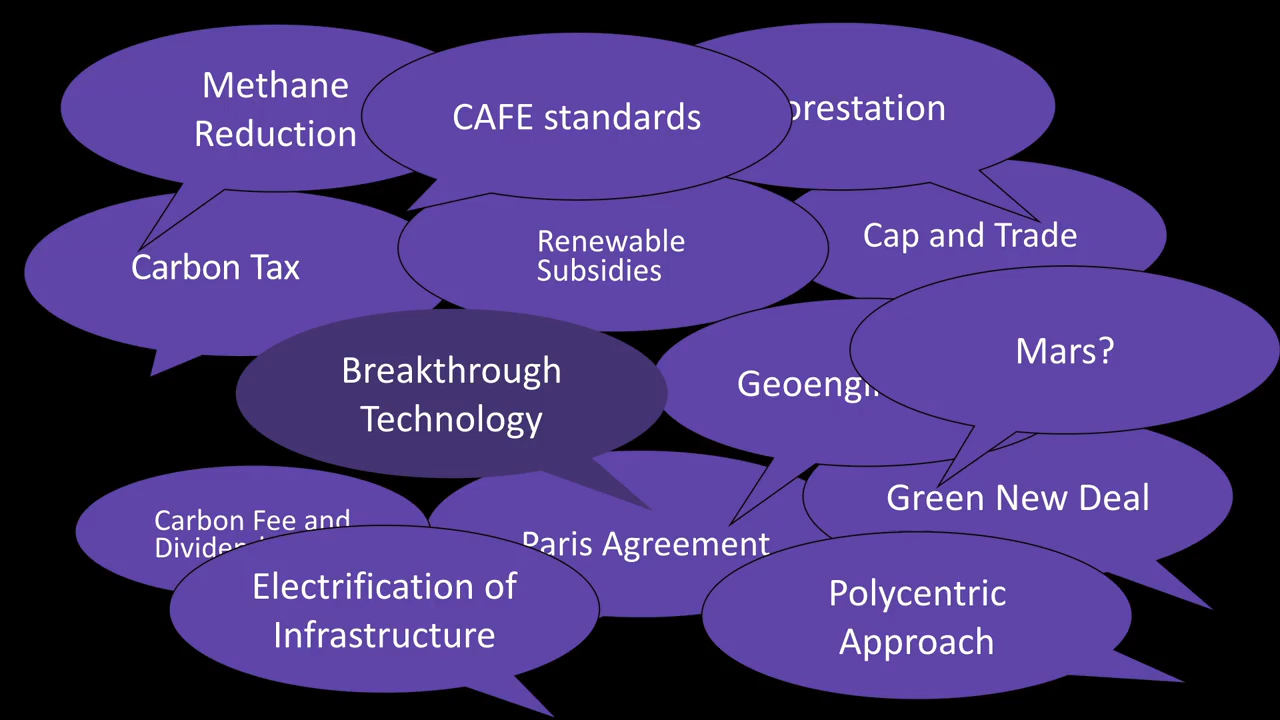 Methane
Reduction
CAFE standards
orestation
Carbon Tax
Renewable
Subsidies
Cap and Trade
Mars?
Breakthrough
Technology
Geoengi
Green New Deal
Carbon Fee and
Dividen
Paris Agreement
Electrification of
Infrastructure
Polycentric
Approach